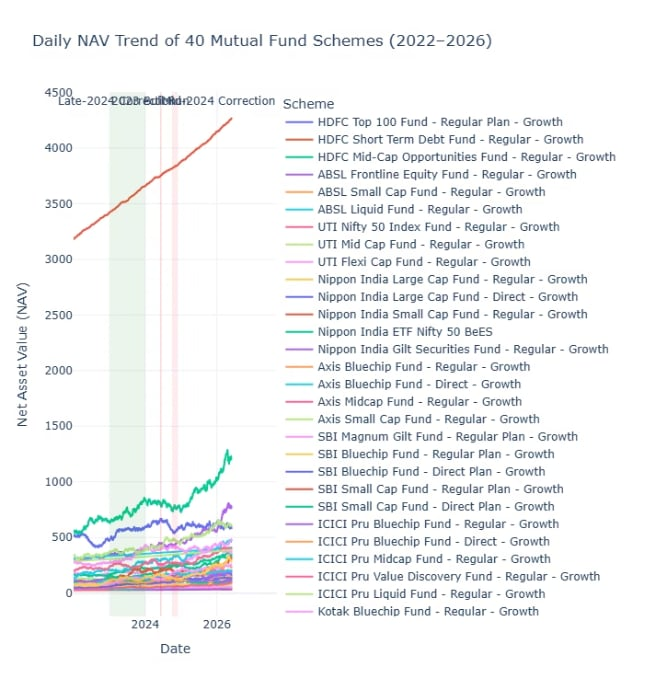 Daily NAV Trend of 40 Mutual Fund Schemes (2022–2026)
4500
Late-2024 Correction
2023 Bull Run
Mid-2024 Correction
Scheme
HDFC Top 100 Fund - Regular Plan - Growth
HDFC Short Term Debt Fund - Regular - Growth
4000
HDFC Mid-Cap Opportunities Fund - Regular - Growth
ABSL Frontline Equity Fund - Regular - Growth
ABSL Small Cap Fund - Regular - Growth
3500
ABSL Liquid Fund - Regular - Growth
UTI Nifty 50 Index Fund - Regular - Growth
UTI Mid Cap Fund - Regular - Growth
3000
UTI Flexi Cap Fund - Regular - Growth
Nippon India Large Cap Fund - Regular - Growth
Nippon India Large Cap Fund - Direct - Growth
2500
Nippon India Small Cap Fund - Regular - Growth
Nippon India ETF Nifty 50 BeES
Nippon India Gilt Securities Fund - Regular - Growth
2000
Axis Bluechip Fund - Regular - Growth
Axis Bluechip Fund - Direct - Growth
Axis Midcap Fund - Regular - Growth
1500
Axis Small Cap Fund - Regular - Growth
SBI Magnum Gilt Fund - Regular Plan - Growth
SBI Bluechip Fund - Regular Plan - Growth
1000
SBI Bluechip Fund - Direct Plan - Growth
SBI Small Cap Fund - Regular Plan - Growth
SBI Small Cap Fund - Direct Plan - Growth
500
ICICI Pru Bluechip Fund - Regular - Growth
ICICI Pru Bluechip Fund - Direct - Growth
ICICI Pru Midcap Fund - Regular - Growth
0
ICICI Pru Value Discovery Fund - Regular - Growth
ICICI Pru Liquid Fund - Regular - Growth
Kotak Bluechip Fund - Regular - Growth
Net Asset Value (NAV)
2024
2026
Date